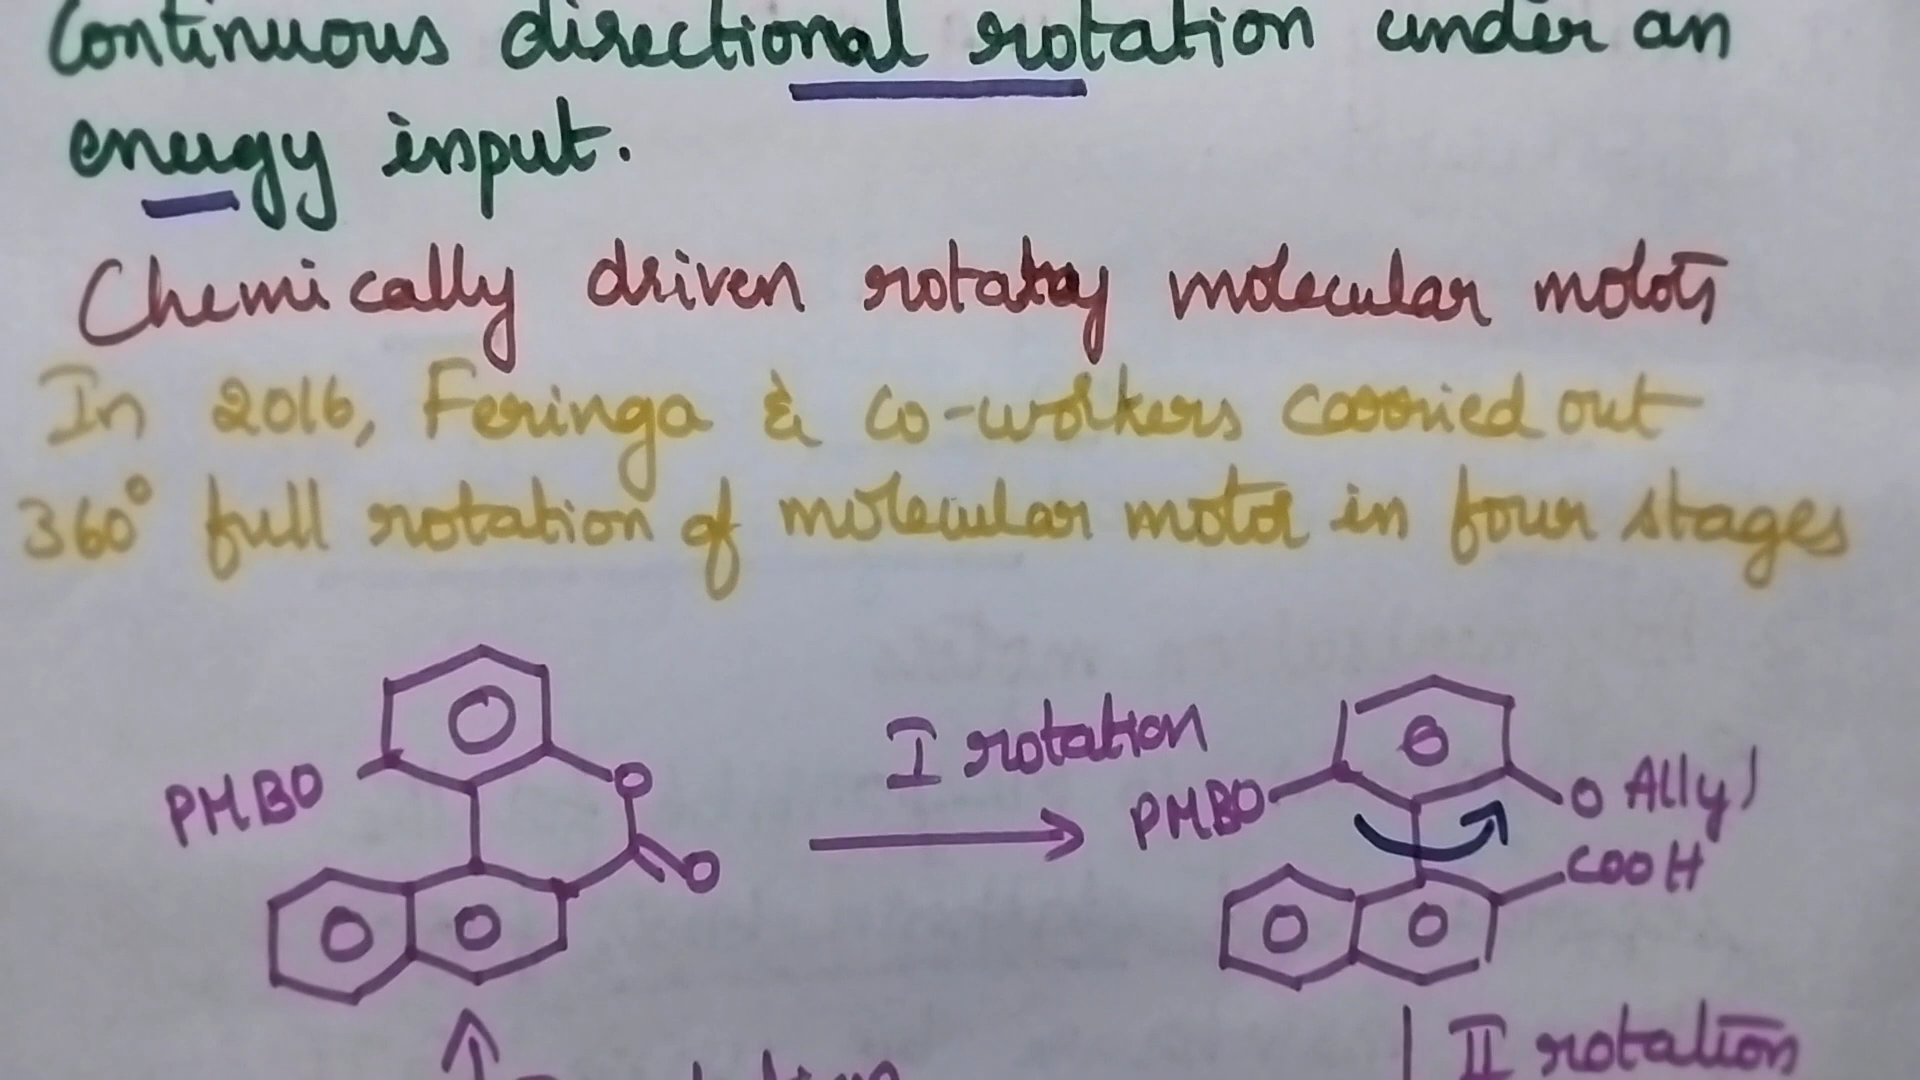 Continuous directional rotation under an
energy input.
Chemically driven rotatory molecular motors
In 2016, Feringa & co-workers carried out
360° full rotation of molecular motor in four stages
I rotation
PMBO
O
O
PMBO
O Allyl
COOH
II rotation